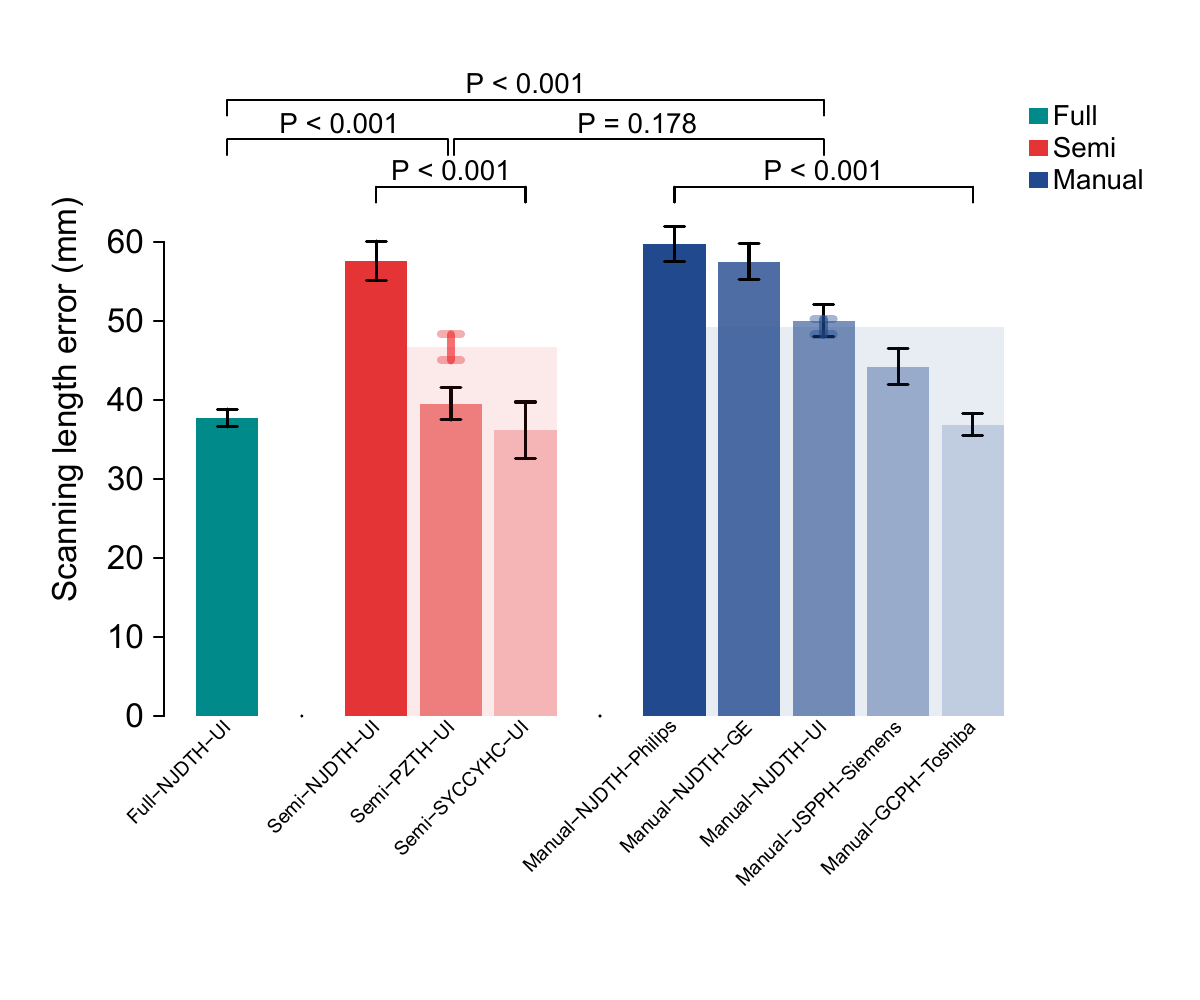 P < 0.001
P < 0.001
P = 0.178
P < 0.001
P < 0.001
Full
Semi
Manual
Scanning length error (mm)
60
50
40
30
20
10
0
Full−NJDTH−UI
Semi−NJDTH−UI
Semi−PZTH−UI
Semi−SYCCYHC−UI
Manual−NJDTH−Philips
Manual−NJDTH−GE
Manual−NJDTH−UI
Manual−JSPPH−Siemens
Manual−GCPH−Toshiba